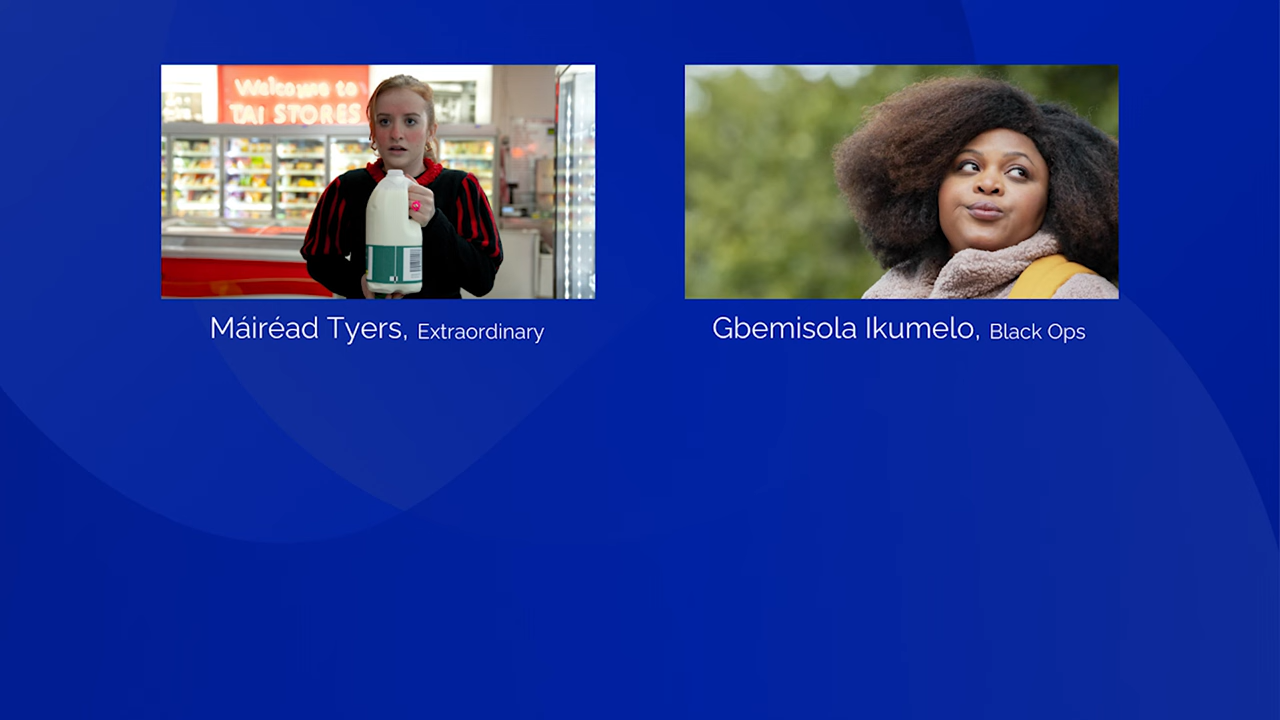 Welcome to
TAI STORES
Máiréad Tyers, Extraordinary
Gbemisola Ikumelo, Black Ops